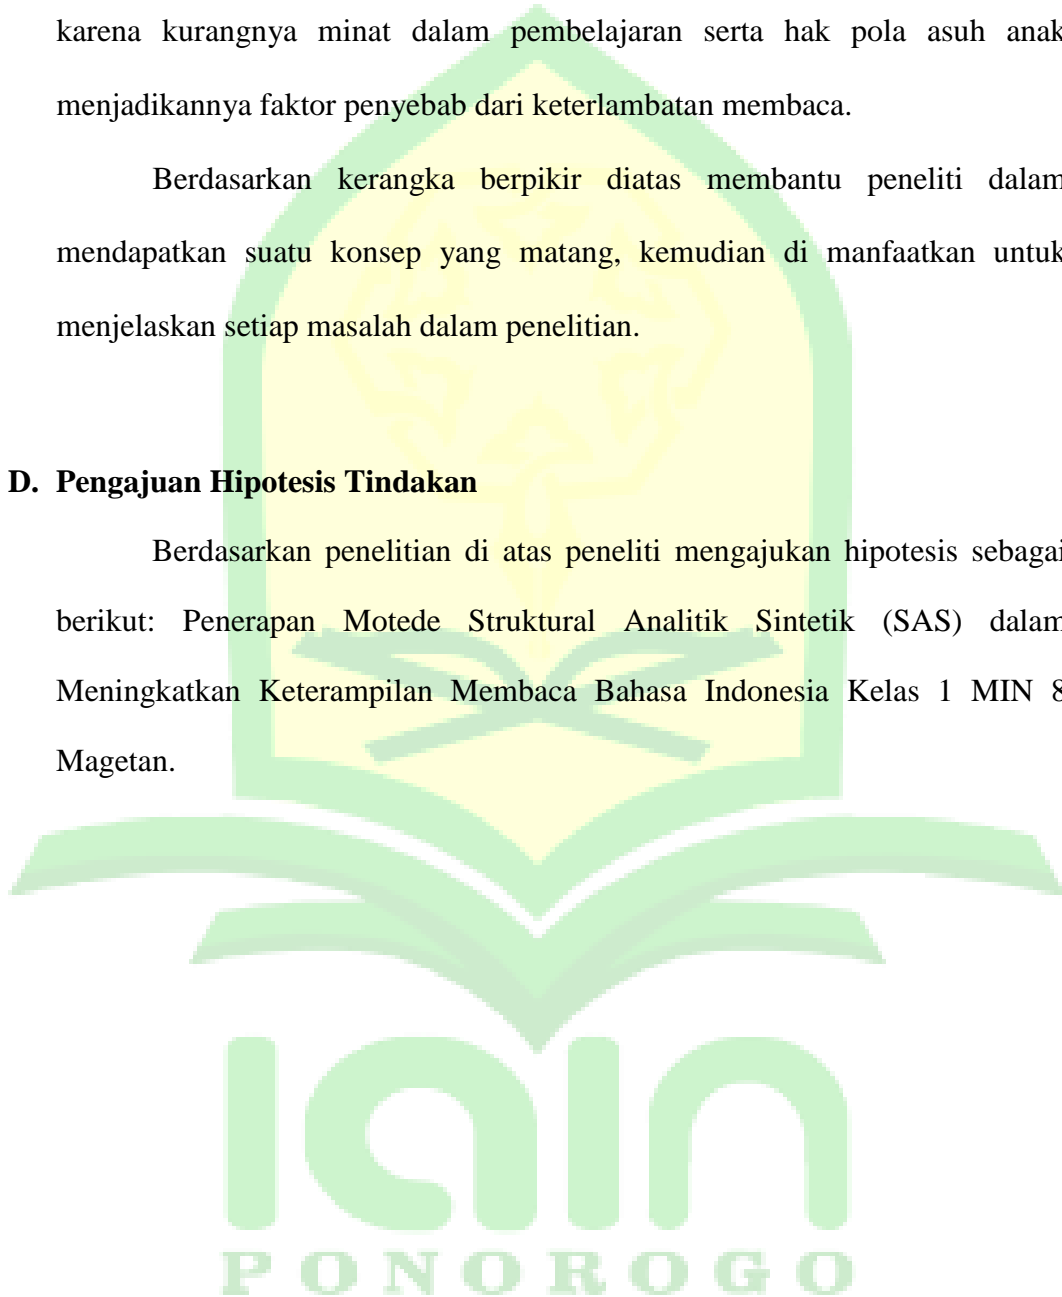 karena kurangnya minat dalam pembelajaran serta hak pola asuh anak
menjadikannya faktor penyebab dari keterlambatan membaca.
Berdasarkan kerangka berpikir diatas membantu peneliti dalam
mendapatkan suatu konsep yang matang, kemudian di manfaatkan untuk
menjelaskan setiap masalah dalam penelitian.
D. Pengajuan Hipotesis Tindakan
Berdasarkan penelitian di atas peneliti mengajukan hipotesis sebagai
berikut: Penerapan Motede Struktural Analitik Sintetik (SAS) dalam
Meningkatkan Keterampilan Membaca Bahasa Indonesia Kelas 1 MIN 8
Magetan.
IAIN
PONOROGO